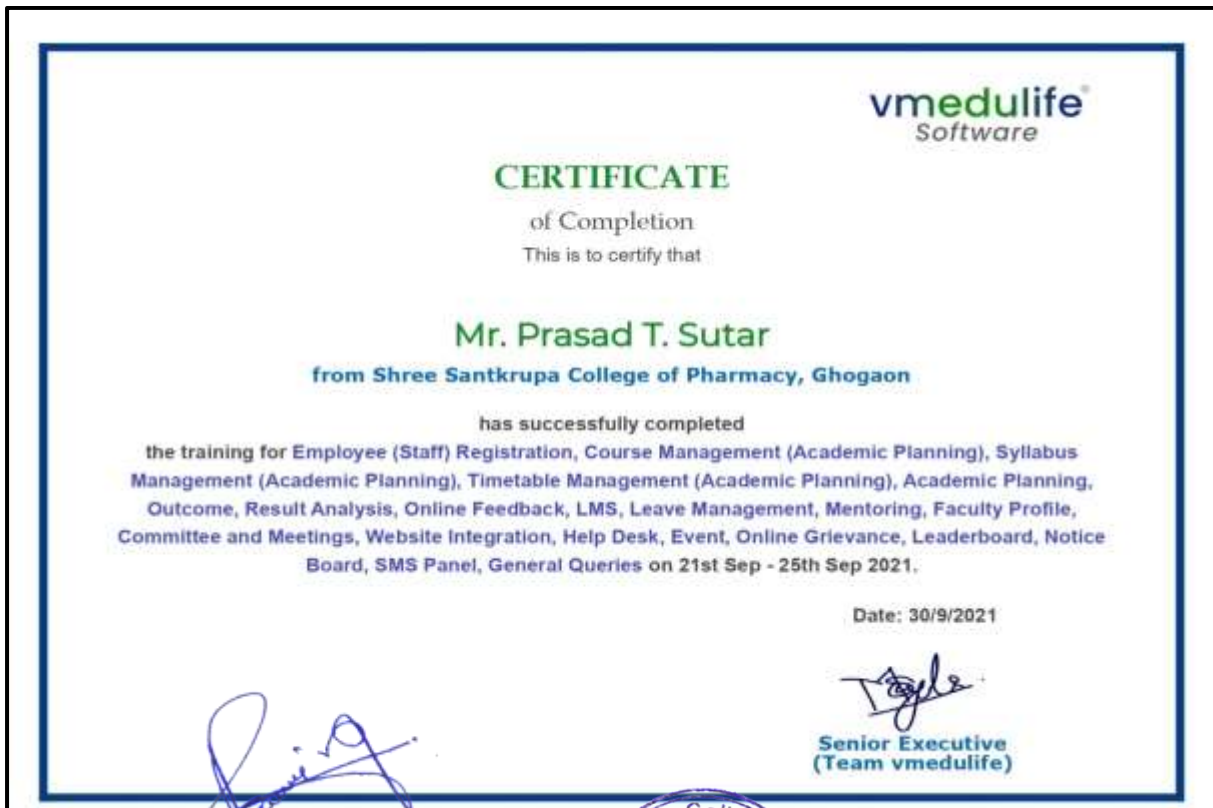 vmedulife®
Software
CERTIFICATE
of Completion
This is to certify that
Mr. Prasad T. Sutar
from Shree Santkrupa College of Pharmacy, Ghogaon
has successfully completed
the training for Employee (Staff) Registration, Course Management (Academic Planning), Syllabus
Management (Academic Planning), Timetable Management (Academic Planning), Academic Planning,
Outcome, Result Analysis, Online Feedback, LMS, Leave Management, Mentoring, Faculty Profile,
Committee and Meetings, Website Integration, Help Desk, Event, Online Grievance, Leaderboard, Notice
Board, SMS Panel, General Queries on 21st Sep - 25th Sep 2021.
Date: 30/9/2021
Senior Executive
(Team vmedulife)